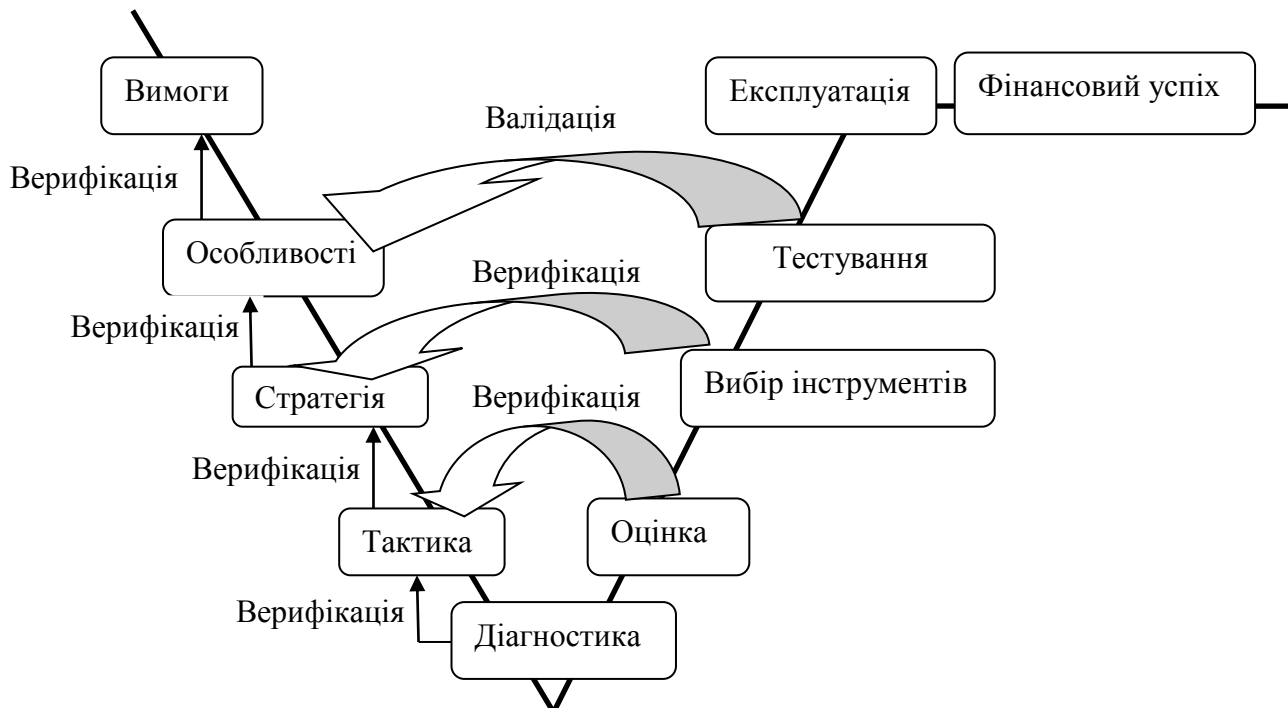 Вимоги
Експлуатація
Фінансовий успіх
Валідація
Верифікація
Особливості
Тестування
Верифікація
Верифікація
Стратегія
Вибір інструментів
Верифікація
Верифікація
Тактика
Оцінка
Верифікація
Діагностика